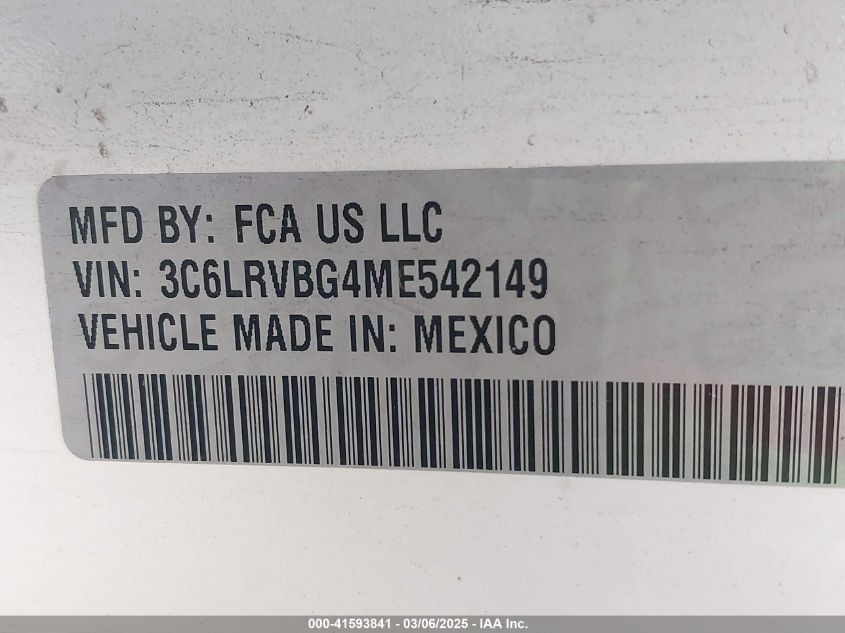 MFD BY: FCA US LLC
VIN: 3C6LRVBG4ME542149
VEHICLE MADE IN: MEXICO
000-41593841 - 03/06/2025 - IAA Inc.